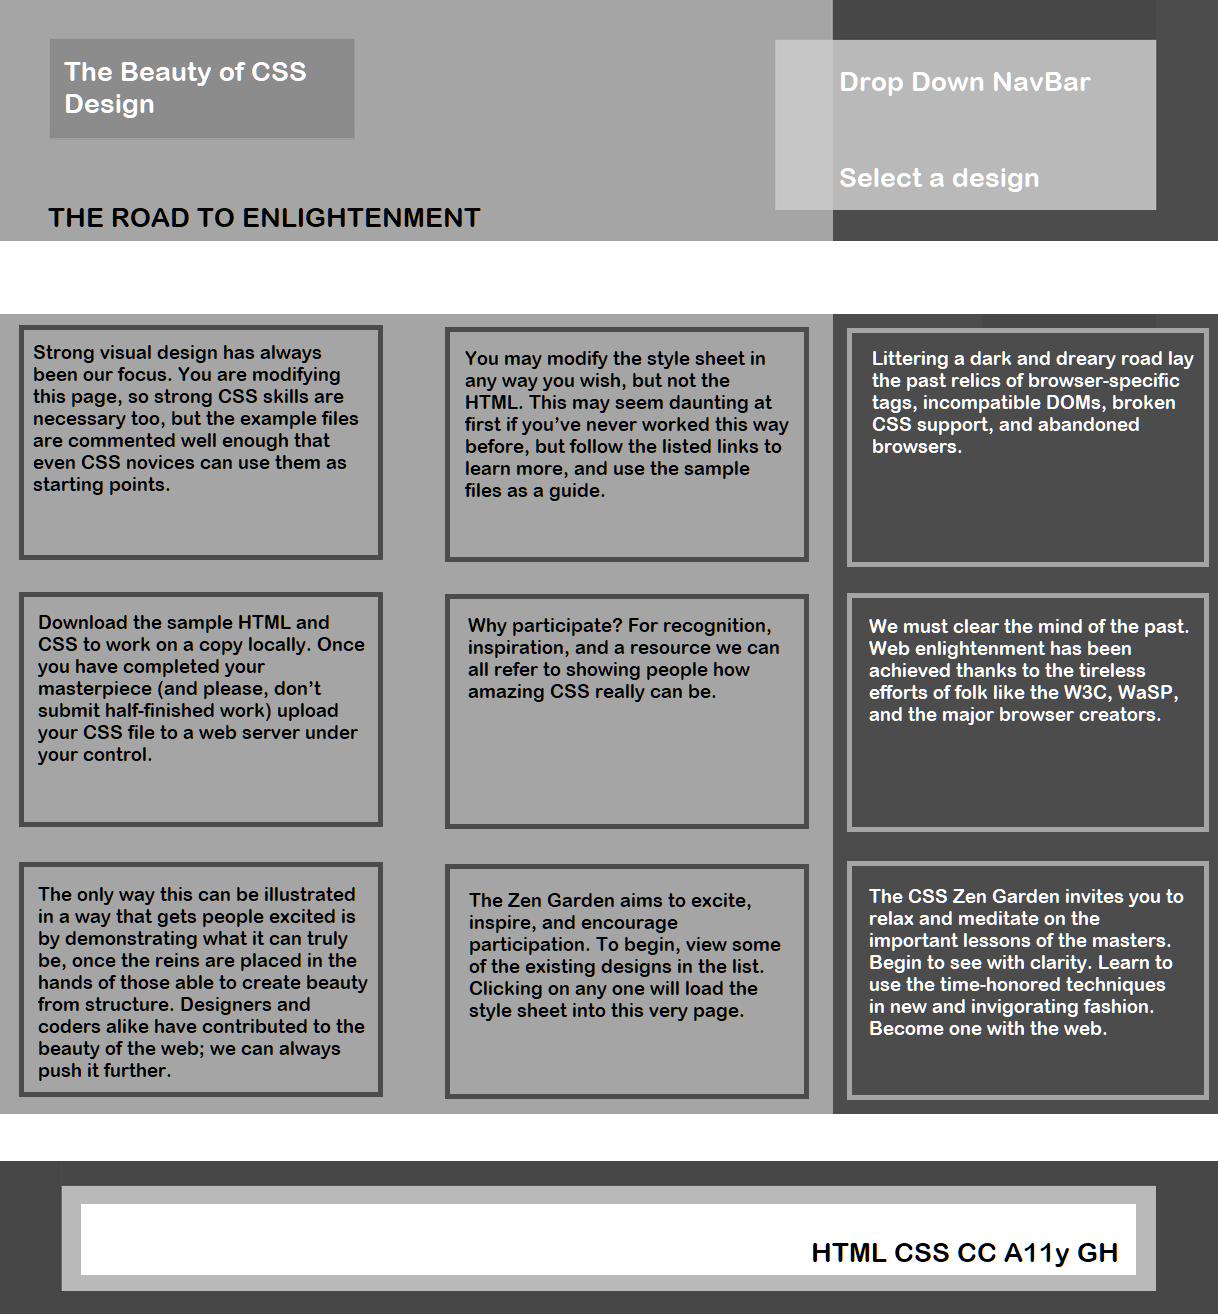 The Beauty of CSS
Design
Drop Down NavBar
Select a design
THE ROAD TO ENLIGHTENMENT
Strong visual design has always
been our focus. You are modifying
this page, so strong CSS skills are
necessary too, but the example files
are commented well enough that
even CSS novices can use them as
starting points.
You may modify the style sheet in
any way you wish, but not the
HTML. This may seem daunting at
first if you’ve never worked this way
before, but follow the listed links to
learn more, and use the sample
files as a guide.
Littering a dark and dreary road lay
the past relics of browser-specific
tags, incompatible DOMs, broken
CSS support, and abandoned
browsers.
Download the sample HTML and
CSS to work on a copy locally. Once
you have completed your
masterpiece (and please, don’t
submit half-finished work) upload
your CSS file to a web server under
your control.
Why participate? For recognition,
inspiration, and a resource we can
all refer to showing people how
amazing CSS really can be.
We must clear the mind of the past.
Web enlightenment has been
achieved thanks to the tireless
efforts of folk like the W3C, WaSP,
and the major browser creators.
The only way this can be illustrated
in a way that gets people excited is
by demonstrating what it can truly
be, once the reins are placed in the
hands of those able to create beauty
from structure. Designers and
coders alike have contributed to the
beauty of the web; we can always
push it further.
The Zen Garden aims to excite,
inspire, and encourage
participation. To begin, view some
of the existing designs in the list.
Clicking on any one will load the
style sheet into this very page.
The CSS Zen Garden invites you to
relax and meditate on the
important lessons of the masters.
Begin to see with clarity. Learn to
use the time-honored techniques
in new and invigorating fashion.
Become one with the web.
HTML CSS CC A11y GH